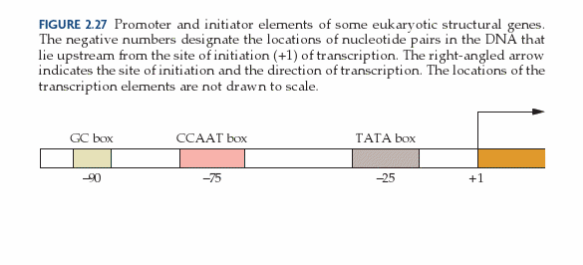 FIGURE 2.27 Promoter and initiator elements of some eukaryotic structural genes.
The negative numbers designate the locations of nucleotide pairs in the DNA that
lie upstream from the site of initiation (+1) of transcription. The right-angled arrow
indicates the site of initiation and the direction of transcription. The locations of the
transcription elements are not drawn to scale.
GC box CCAAT box TATA box
–90 –75 –25 +1